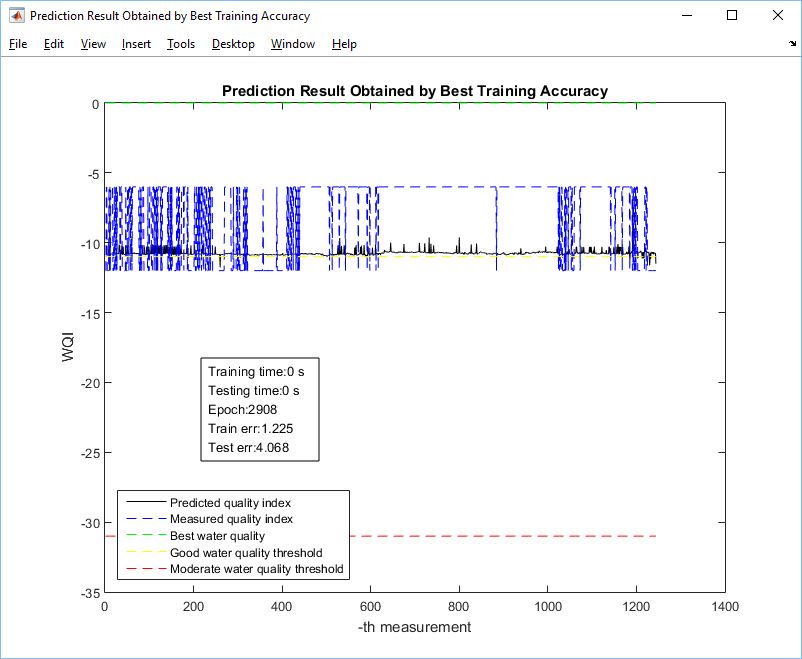 Prediction Result Obtained by Best Training Accuracy
File Edit View Insert Tools Desktop Window Help
Prediction Result Obtained by Best Training Accuracy
0
-5
-10
-15
-20
-25
-30
-35
WQI
Training time:0 s
Testing time:0 s
Epoch:2908
Train err:1.225
Test err:4.068
Predicted quality index
Measured quality index
Best water quality
Good water quality threshold
Moderate water quality threshold
0 200 400 600 800 1000 1200 1400
-th measurement